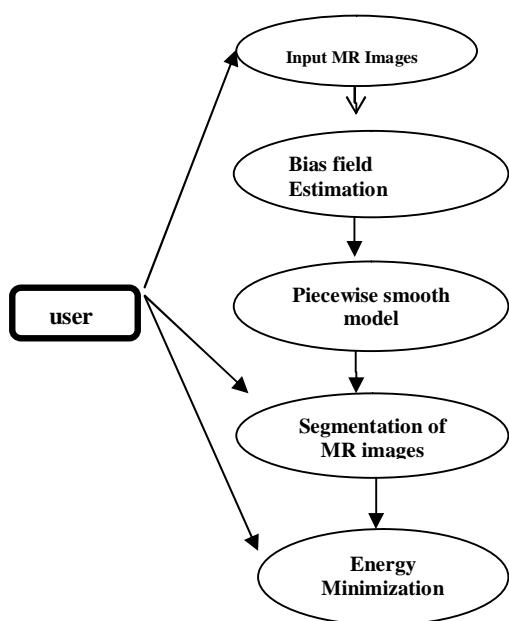 Input MR Images
Bias field
Estimation
Piecewise smooth
model
user
Segmentation of
MR images
Energy
Minimization